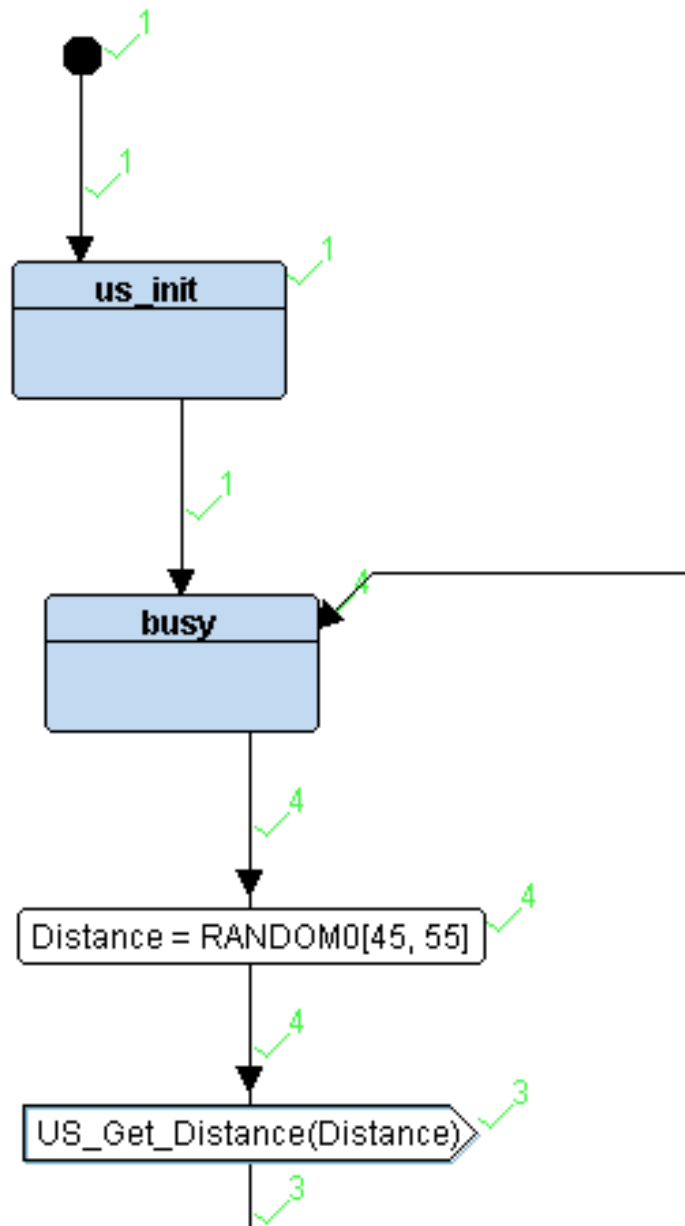 1
1
us_init
1
1
busy
4
4
Distance = RANDOM0[45, 55]
4
4
US_Get_Distance(Distance)
3
3